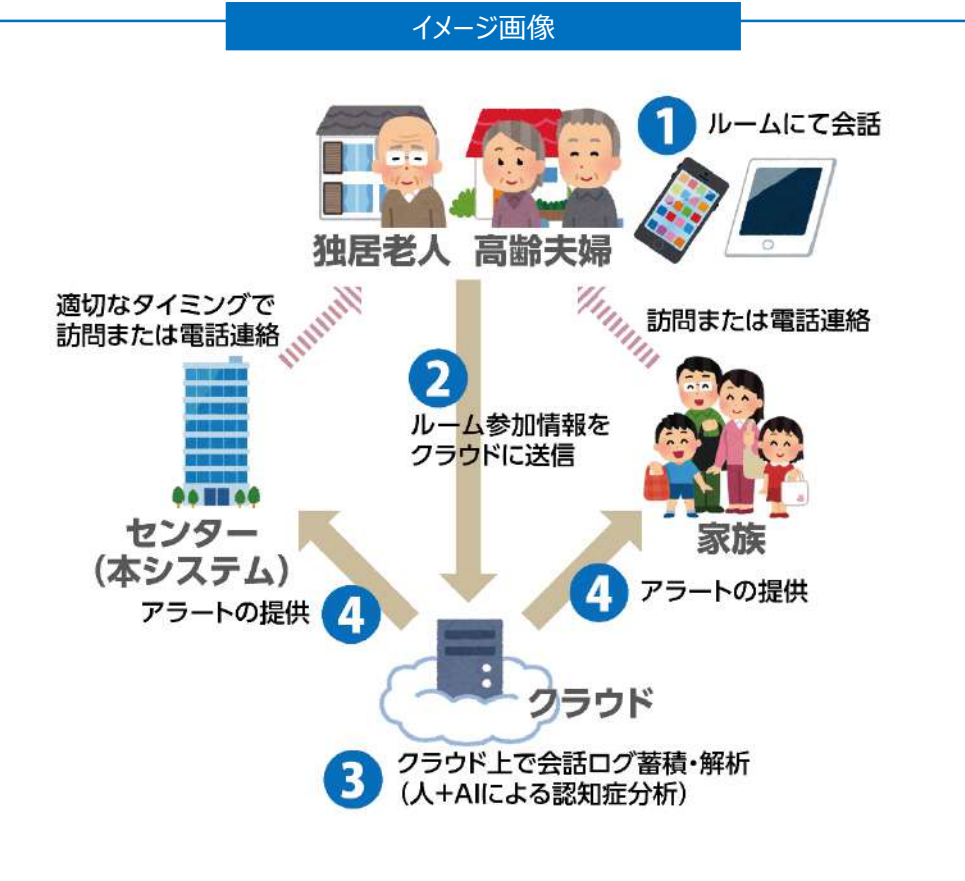 イメージ画像
1 ルームにて会話
独居老人 高齢夫婦
適切なタイミングで
訪問または電話連絡
訪問または電話連絡
2
ルーム参加情報を
クラウドに送信
センター
（本システム）
家族
アラートの提供 4
4 アラートの提供
クラウド
3 クラウド上で会話ログ蓄積・解析
（人+AIによる認知症分析）